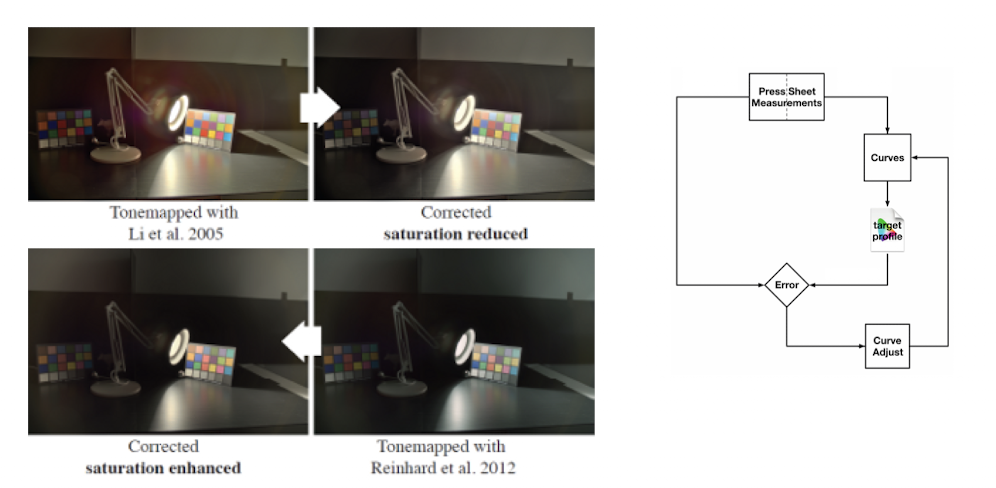 Tonemapped with
Li et al. 2005
Corrected
saturation reduced
Corrected
saturation enhanced
Tonemapped with
Reinhard et al. 2012
Press Sheet
Measurements
Curves
target
profile
Error
Curve
Adjust